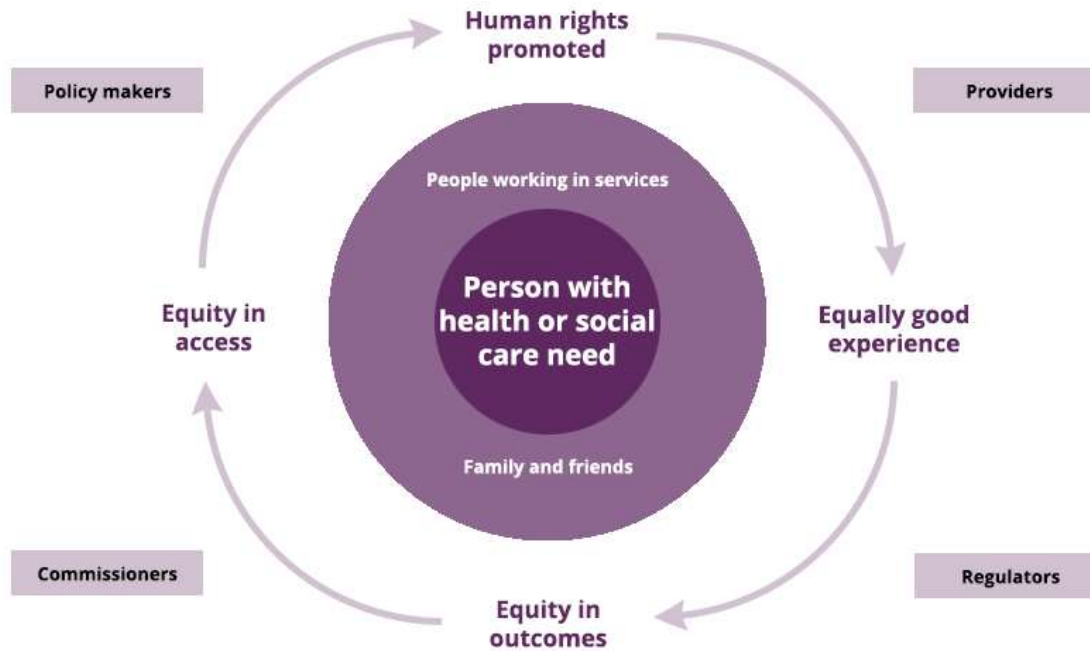 Human rights
promoted
Policy makers
Providers
People working in services
Person with
health or social
care need
Equity in
access
Equally good
experience
Family and friends
Commissioners
Regulators
Equity in
outcomes